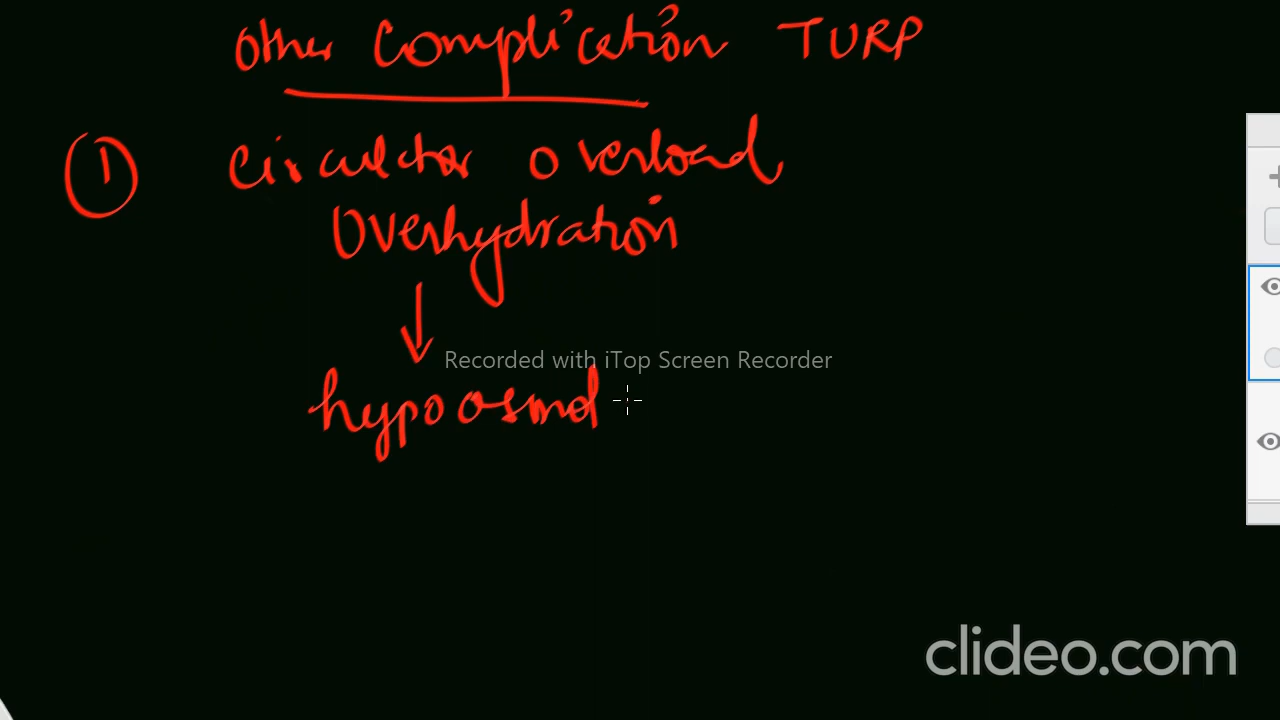 Other Complication TURP
① Circulator overload
Overhydration
↓
Recorded with iTop Screen Recorder
hypoosmol
clideo.com